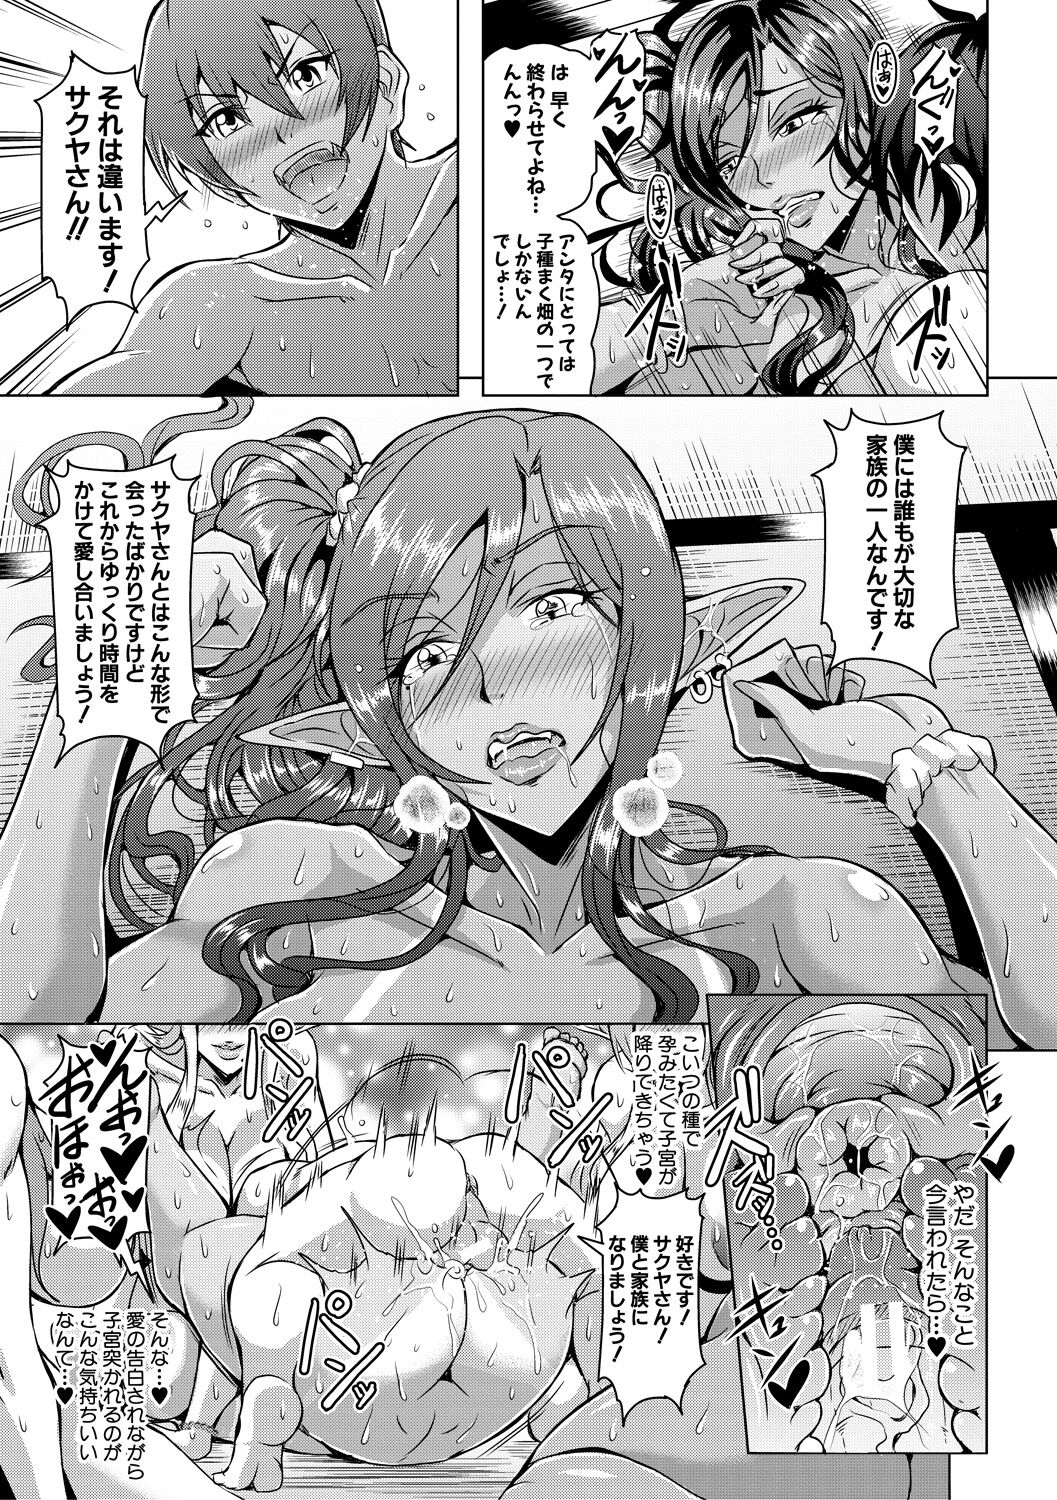 んんっ♥
んぐっ♥
はぁ♥
はぁ♥
は 早く
終わらせてよね…
んんっ♥
アンタにとっては
子種まく畑の一つで
しかないん
でしょ…！
ズッ
ズトッ
それは違います！
サクヤさん!!
僕には誰もが大切な
家族の一人なんです！
サクヤさんとはこんな形で
会ったばかりですけど
これからゆっくり時間を
かけて愛し合いましょう！
やだ そんなこと
今言われたら…♥
こいつの種で
孕みたくて子宮が
降りてきちゃう♥
好きです！
サクヤさん！
僕と家族に
なりましょう！
パンッ
パンッ
パンッ
んおっ♥
おほぉっ♥
おっ♥
そんな…♥
愛の告白されながら
子宮突かれるのが
こんな気持ちいい
なんて…♥